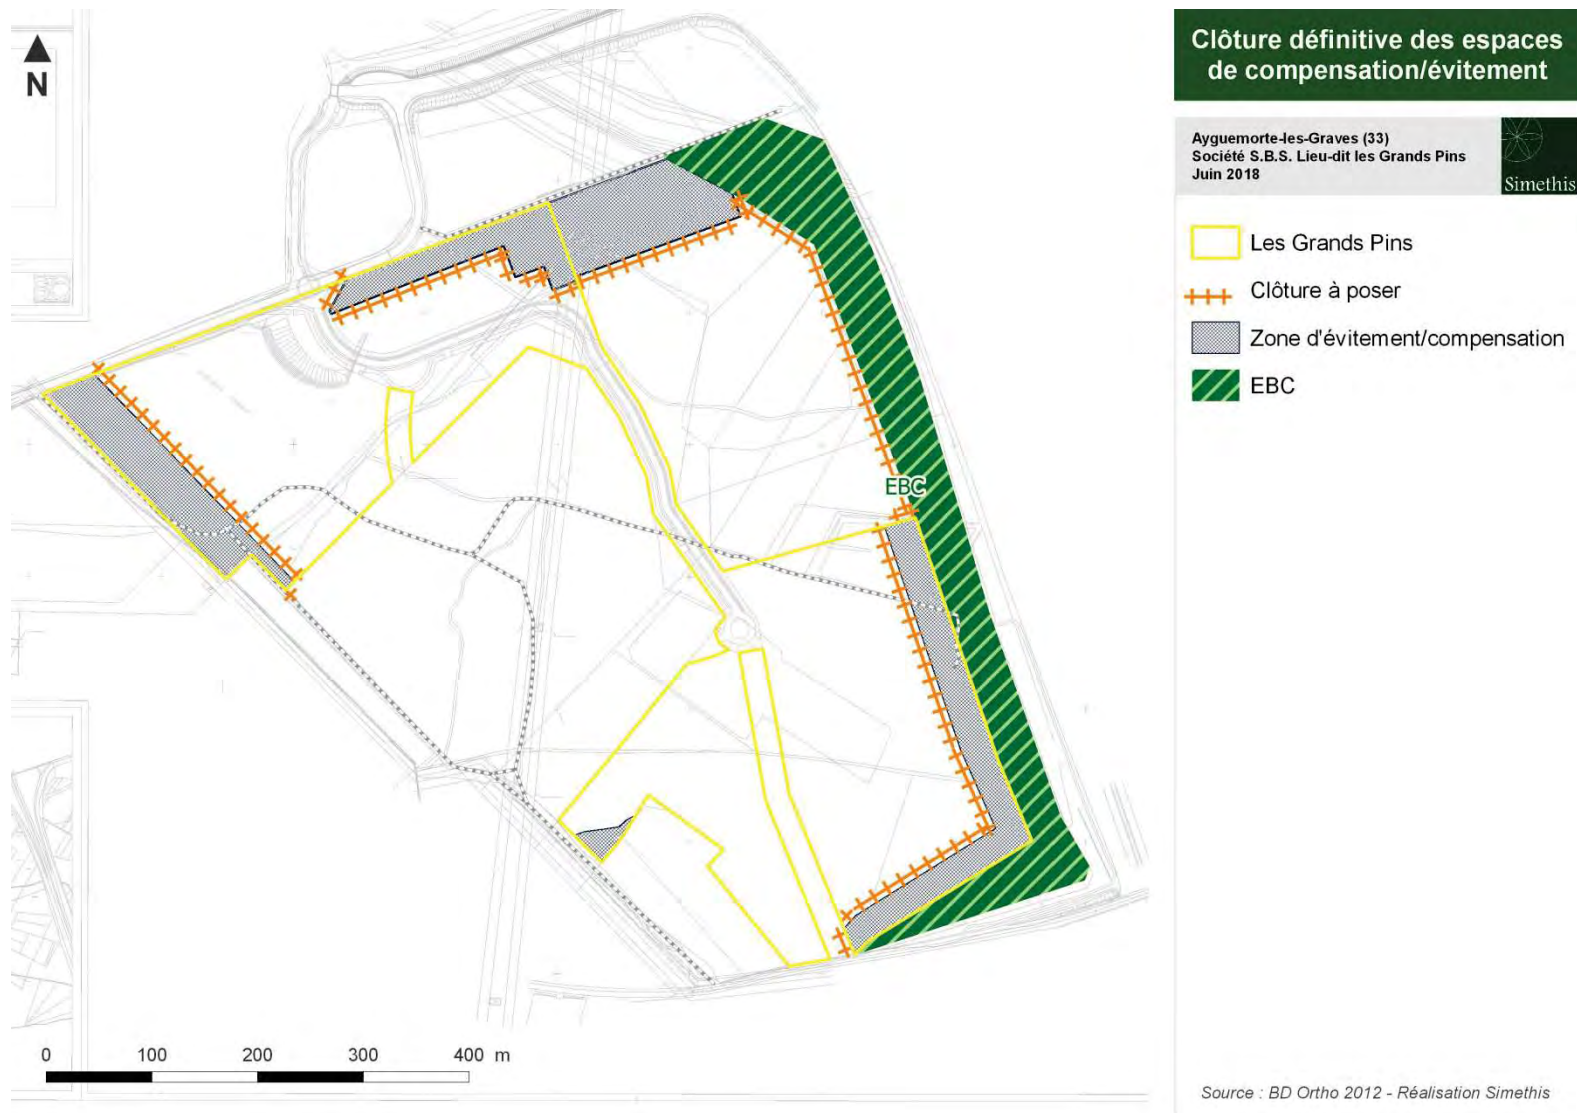 N
Clôture définitive des espaces
de compensation/évitement
Ayguemorte-les-Graves (33)
Société S.B.S. Lieu-dit les Grands Pins
Juin 2018
Simethis
Les Grands Pins
Clôture à poser
Zone d'évitement/compensation
EBC
EBC
0 100 200 300 400 m
Source : BD Ortho 2012 - Réalisation Simethis